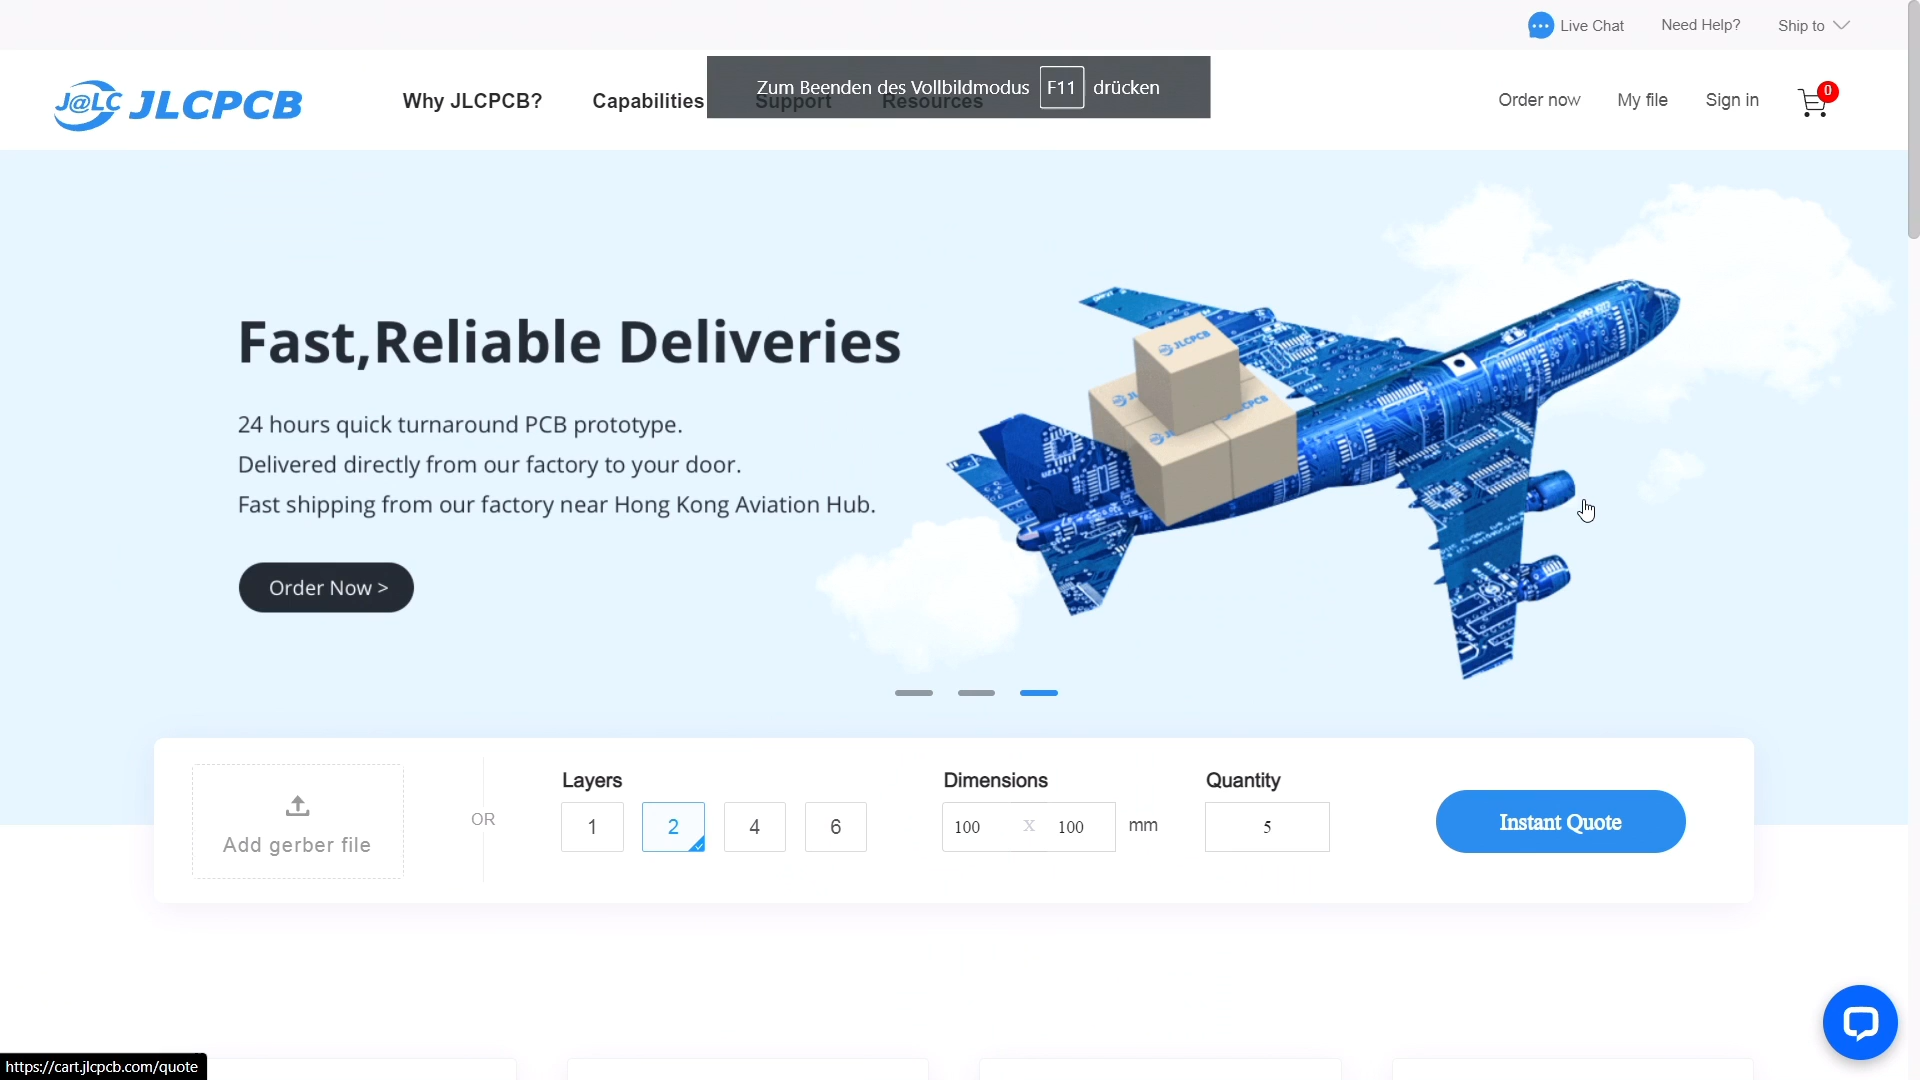 Live Chat Need Help? Ship to
J@LC JLCPCB Why JLCPCB? Capabilities Support Resources Order now My file Sign in 0
Zum Beenden des Vollbildmodus F11 drücken
Fast,Reliable Deliveries
24 hours quick turnaround PCB prototype.
Delivered directly from our factory to your door.
Fast shipping from our factory near Hong Kong Aviation Hub.
Order Now >
JLCPCB
Add gerber file
OR
Layers
1 2 4 6
Dimensions
100 X 100 mm
Quantity
5
Instant Quote
https://cart.jlcpcb.com/quote